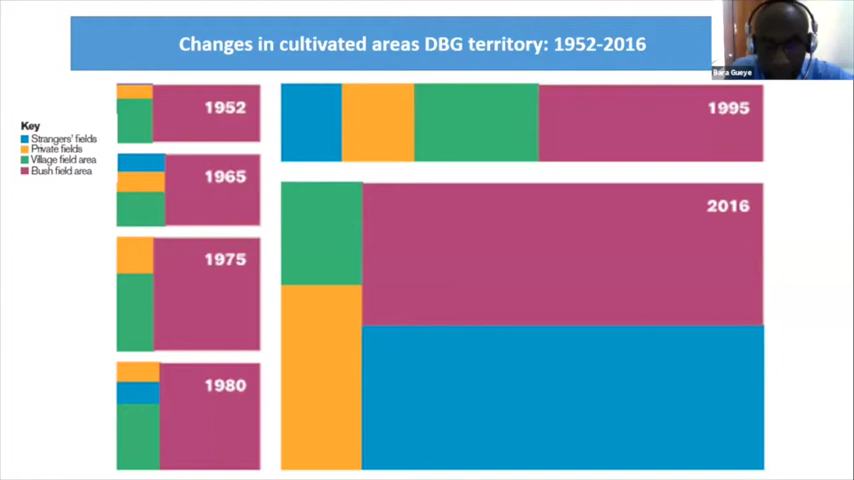 Changes in cultivated areas DBG territory: 1952-2016
Bara Gueye
Key
Strangers' fields
Private fields
Village field area
Bush field area
1952
1965
1975
1980
1995
2016